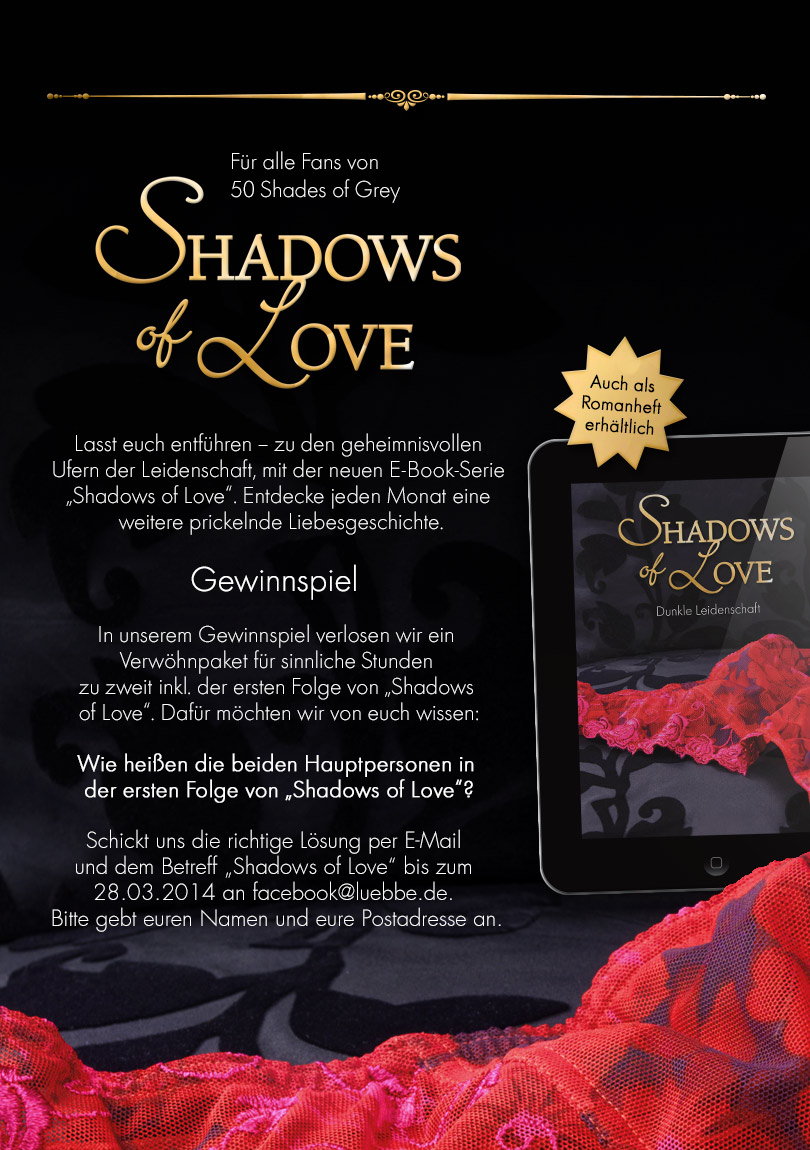 Für alle Fans von
50 Shades of Grey
SHADOWS
of LOVE
Auch als
Romanheft
erhältlich
Lasst euch entführen – zu den geheimnisvollen
Ufern der Leidenschaft, mit der neuen E-Book-Serie
„Shadows of Love“. Entdecke jeden Monat eine
weitere prickelnde Liebesgeschichte.
SHADOWS
of LOVE
Dunkle Leidenschaft
Gewinnspiel
In unserem Gewinnspiel verlosen wir ein
Verwöhnpaket für sinnliche Stunden
zu zweit inkl. der ersten Folge von „Shadows
of Love“. Dafür möchten wir von euch wissen:
Wie heißen die beiden Hauptpersonen in
der ersten Folge von „Shadows of Love“?
Schickt uns die richtige Lösung per E-Mail
und dem Betreff „Shadows of Love“ bis zum
28.03.2014 an facebook@luebbe.de.
Bitte gebt euren Namen und eure Postadresse an.